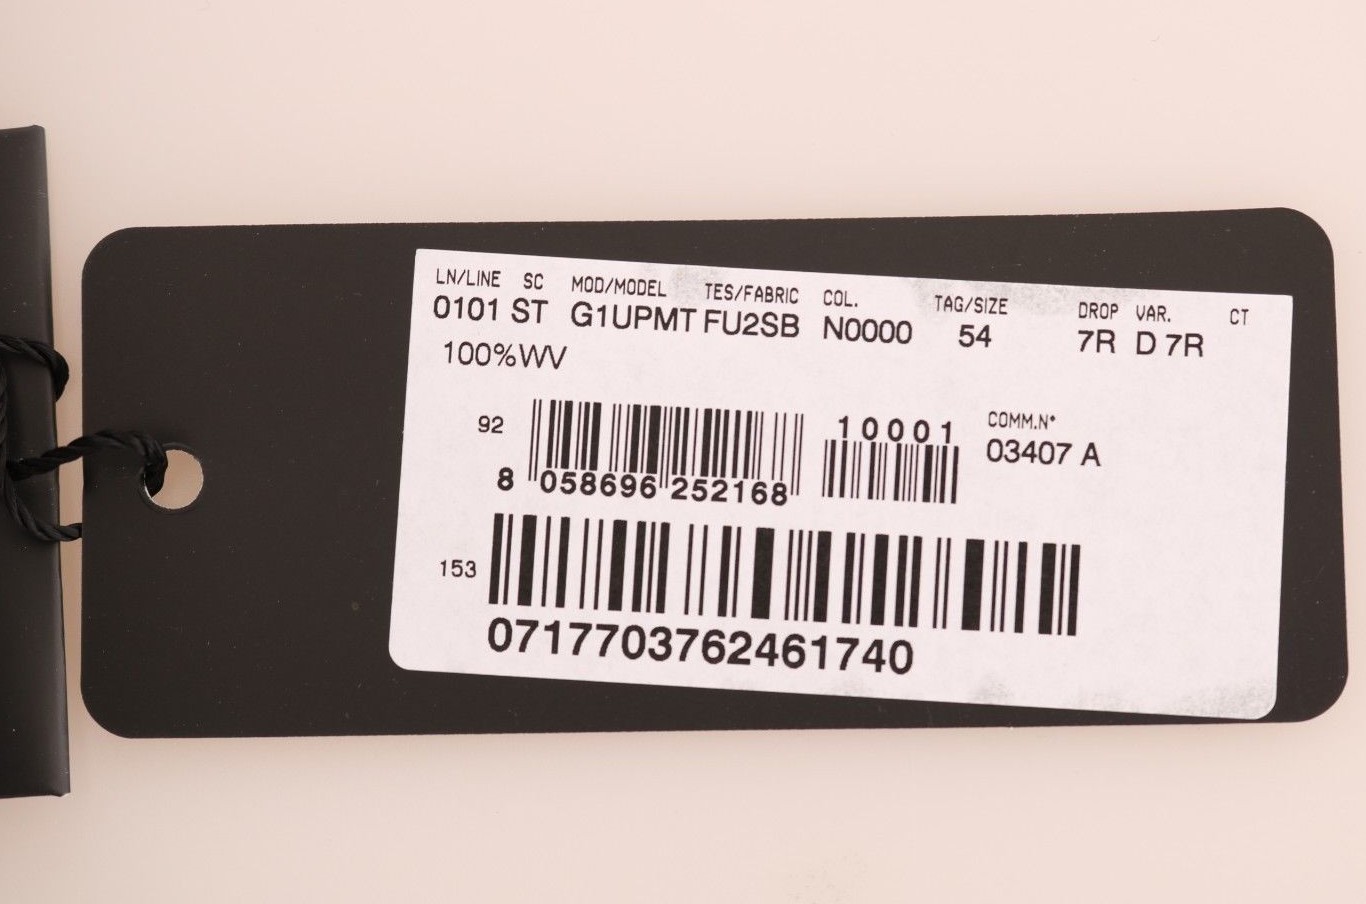 LN/LINE SC MOD/MODEL TES/FABRIC COL. TAG/SIZE DROP VAR. CT
0101 ST G1UPMT FU2SB N0000 54 7R D 7R
100%WV
92 10001 COMM.N°
8 058696 252168 03407 A
153
0717703762461740